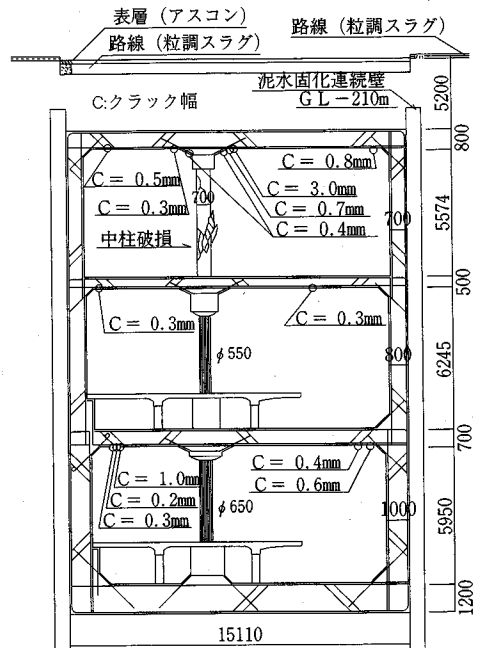 表層（アスコン）
路線（粒調スラグ）
路線（粒調スラグ）
泥水固化連続壁
GL－210m
C:クラック幅
5200
800
C = 0.5mm
C = 0.8mm
C = 3.0mm
C = 0.3mm
700
C = 0.7mm
C = 0.4mm
700
5574
中柱破損
500
C = 0.3mm
C = 0.3mm
φ550
800
6245
700
C = 1.0mm
C = 0.4mm
C = 0.2mm
C = 0.6mm
C = 0.3mm
φ650
1000
5950
1200
15110